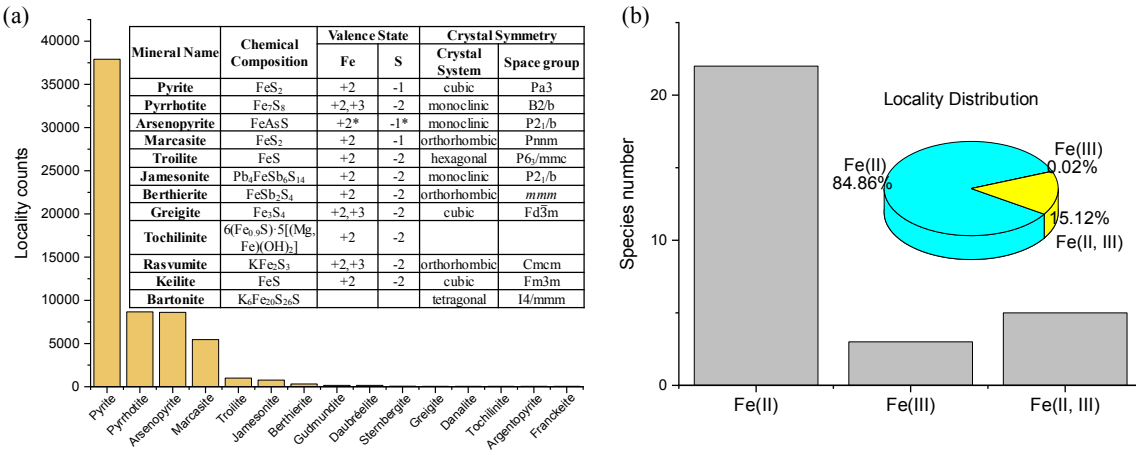 (a)
Locality counts
40000
35000
30000
25000
20000
15000
10000
5000
0
Mineral Name Chemical Composition Valence State Crystal Symmetry
Fe S Crystal System Space group
Pyrite FeS₂ +2 -1 cubic Pa3
Pyrrhotite Fe₇S₈ +2,+3 -2 monoclinic B2/b
Arsenopyrite FeAsS +2* -1* monoclinic P2₁/b
Marcasite FeS₂ +2 -1 orthorhombic Pnnm
Troilite FeS +2 -2 hexagonal P6₃/mmc
Jamesonite Pb₄FeSb₆S₁₄ +2 -2 monoclinic P2₁/b
Berthierite FeSb₂S₄ +2 -2 orthorhombic mmm
Greigite Fe₃S₄ +2,+3 -2 cubic Fd3̅m
Tochilinite 6(Fe₀.₉S)·5[(Mg, Fe)(OH)₂] +2 -2
Rasvumite KFe₂S₃ +2,+3 -2 orthorhombic Cmcm
Keilite FeS +2 -2 cubic Fm3m
Bartonite K₆Fe₂₀S₂₆S tetragonal I4/mmm
Pyrite
Pyrrhotite
Arsenopyrite
Marcasite
Troilite
Jamesonite
Berthierite
Gudmundite
Daubréelite
Sternbergite
Greigite
Danalite
Tochilinite
Argentopyrite
Franckeite
(b)
Species number
20
10
0
Locality Distribution
Fe(II)
84.86%
Fe(III)
0.02%
15.12%
Fe(II, III)
Fe(II)
Fe(III)
Fe(II, III)